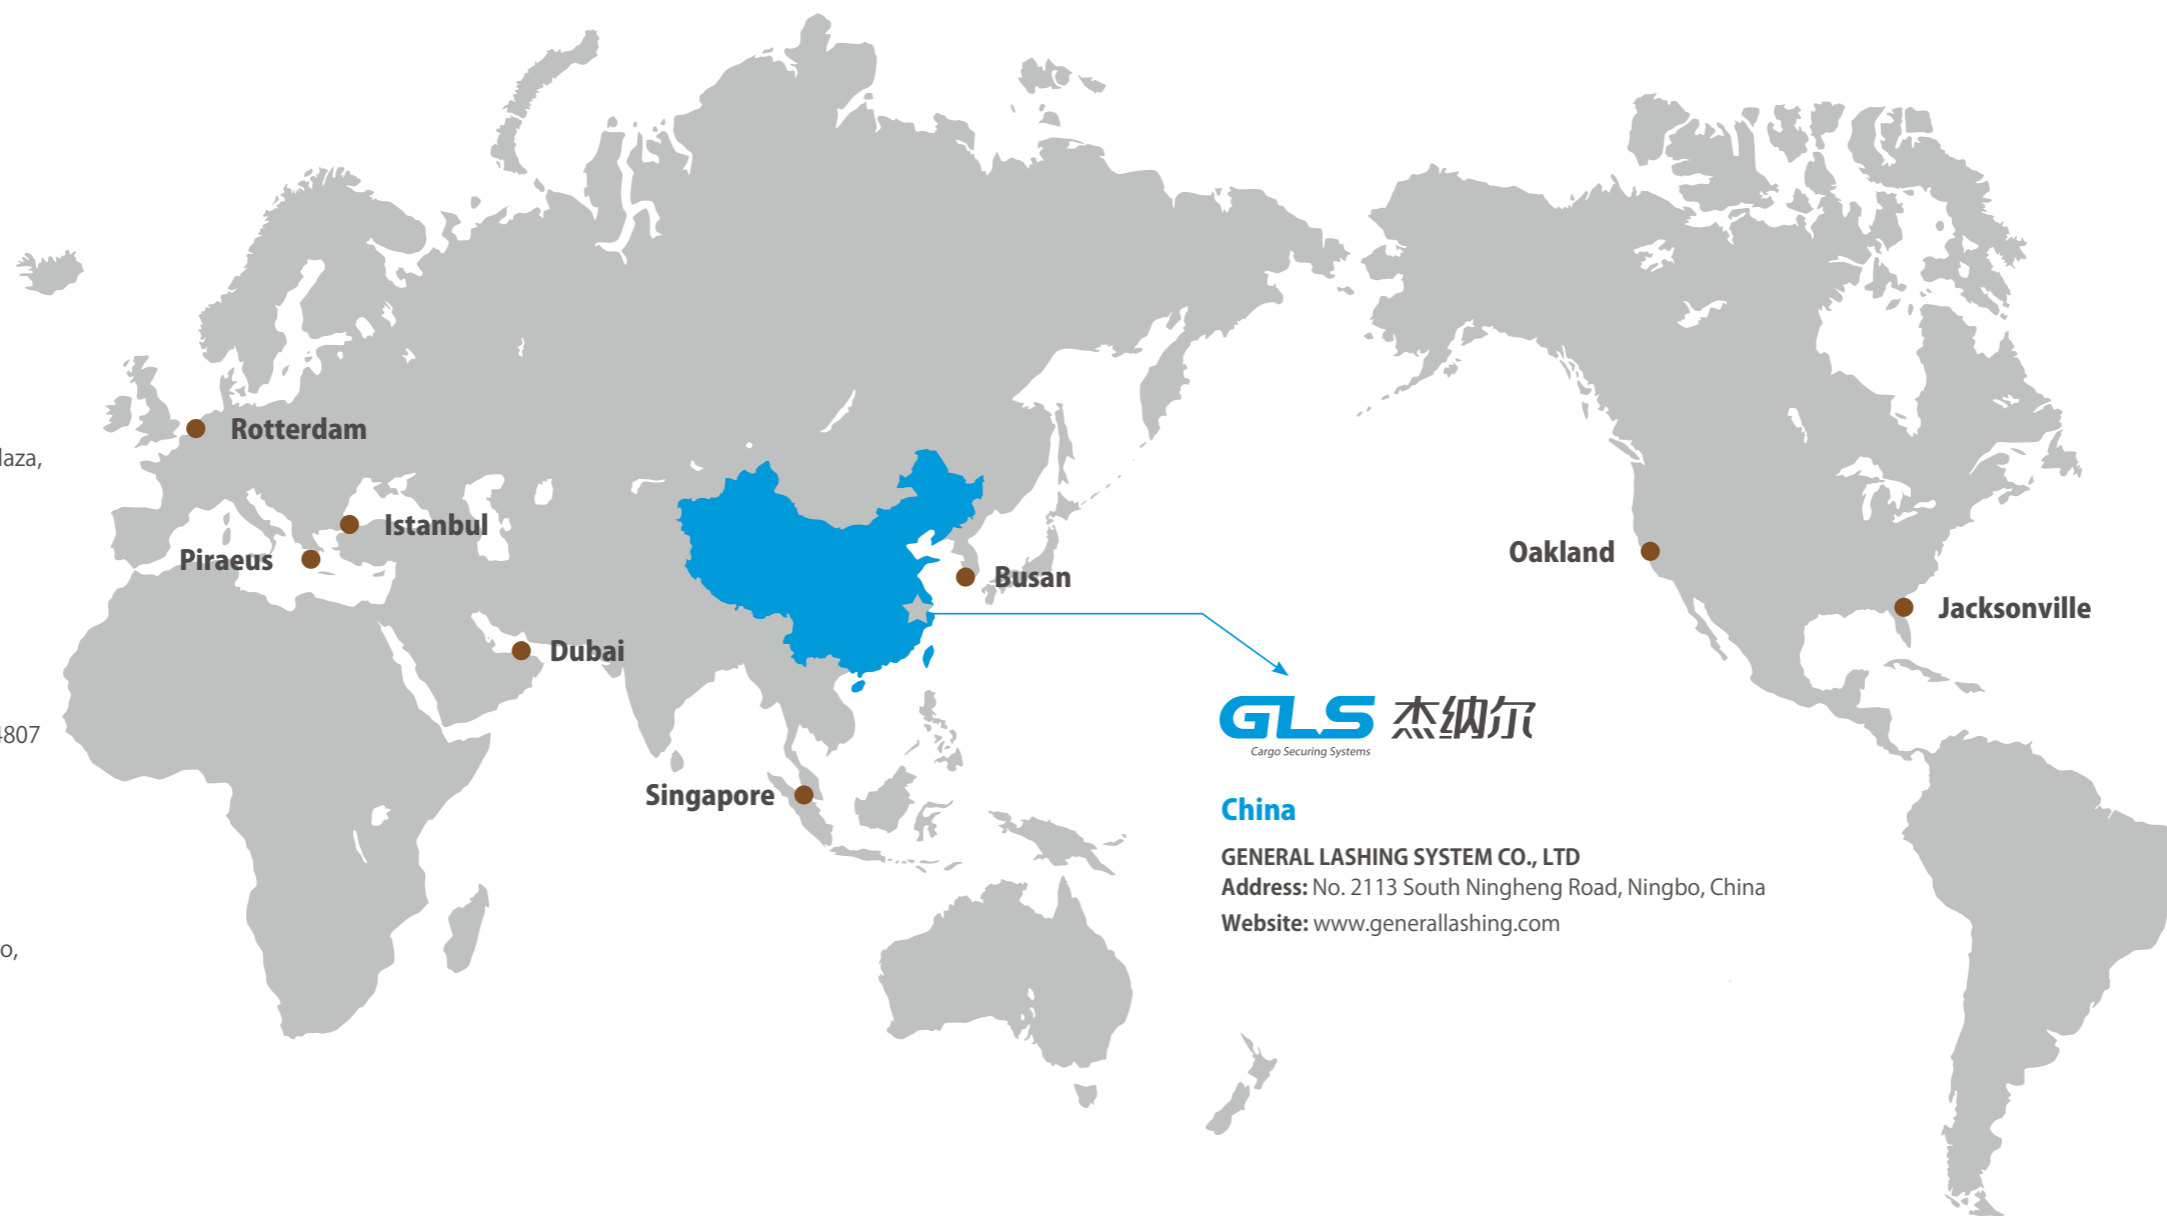 Rotterdam
laza,
Istanbul
Piraeus
Oakland
Busan
Jacksonville
Dubai
GLS 杰纳尔
Cargo Securing Systems
4807
Singapore
China
GENERAL LASHING SYSTEM CO., LTD
Address: No. 2113 South Ningheng Road, Ningbo, China
Website: www.generallashing.com
o,